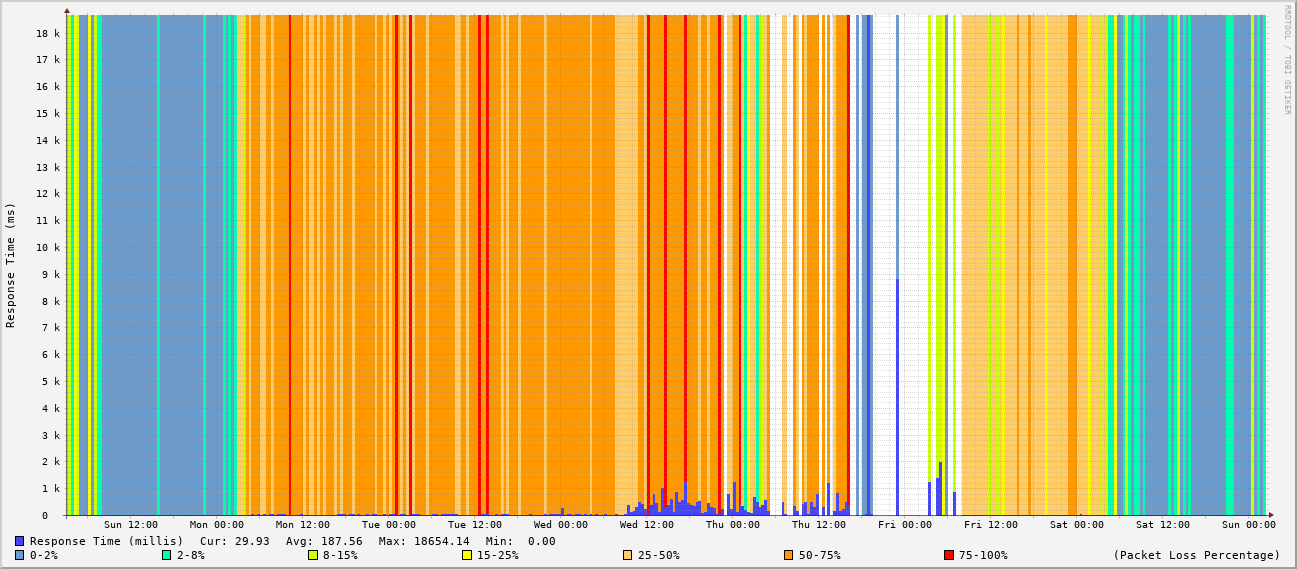 RRDTOOL / TOBI OETIKER
Response Time (ms)
18 k
17 k
16 k
15 k
14 k
13 k
12 k
11 k
10 k
9 k
8 k
7 k
6 k
5 k
4 k
3 k
2 k
1 k
0
Sun 12:00 Mon 00:00 Mon 12:00 Tue 00:00 Tue 12:00 Wed 00:00 Wed 12:00 Thu 00:00 Thu 12:00 Fri 00:00 Fri 12:00 Sat 00:00 Sat 12:00 Sun 00:00
Response Time (millis) Cur: 29.93 Avg: 187.56 Max: 18654.14 Min: 0.00
0-2% 2-8% 8-15% 15-25% 25-50% 50-75% 75-100% (Packet Loss Percentage)